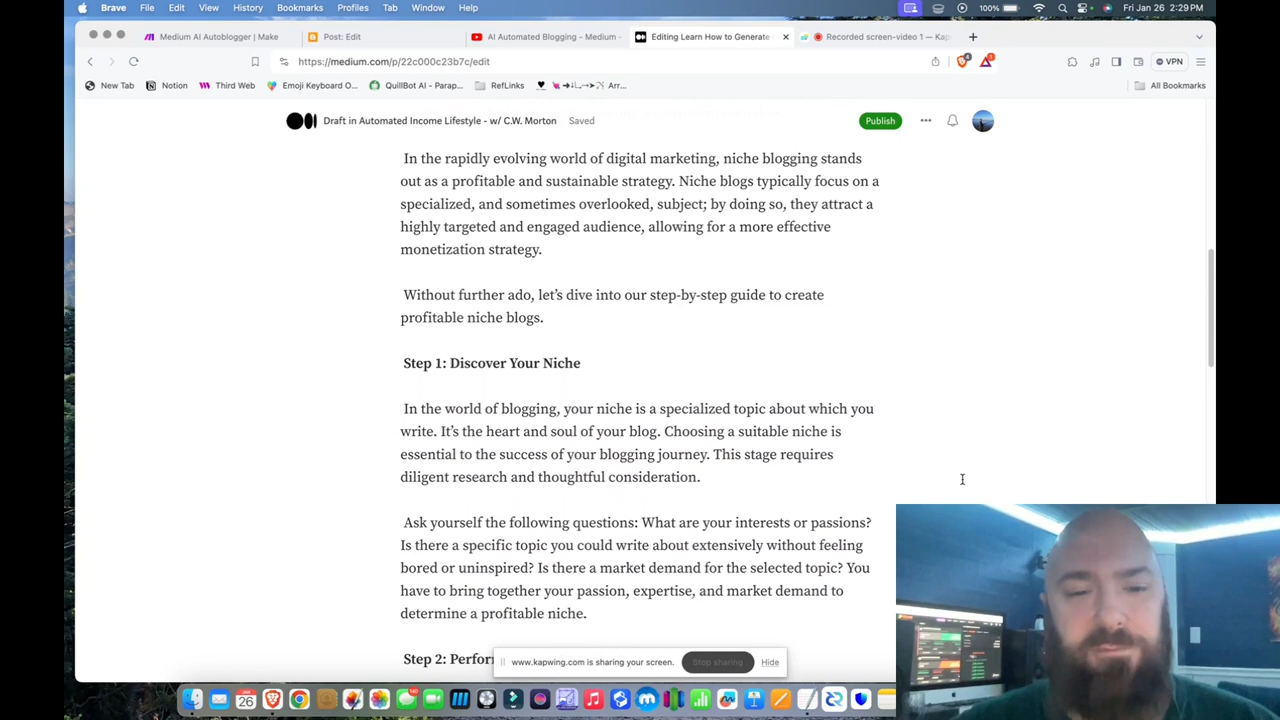 Brave File Edit View History Bookmarks Profiles Tab Window Help 100% Fri Jan 26 2:29 PM
Medium AI Autoblogger | Make
Post: Edit
AI Automated Blogging - Medium -
Editing Learn How to Generate
Recorded screen-video 1 — Kap
https://medium.com/p/22c000c23b7c/edit
VPN
New Tab Notion Third Web Emoji Keyboard O... QuillBot AI - Parap... RefLinks Arr... All Bookmarks
Draft in Automated Income Lifestyle - w/ C.W. Morton Saved Publish
In the rapidly evolving world of digital marketing, niche blogging stands
out as a profitable and sustainable strategy. Niche blogs typically focus on a
specialized, and sometimes overlooked, subject; by doing so, they attract a
highly targeted and engaged audience, allowing for a more effective
monetization strategy.
Without further ado, let’s dive into our step-by-step guide to create
profitable niche blogs.
Step 1: Discover Your Niche
In the world of blogging, your niche is a specialized topic about which you
write. It’s the heart and soul of your blog. Choosing a suitable niche is
essential to the success of your blogging journey. This stage requires
diligent research and thoughtful consideration.
Ask yourself the following questions: What are your interests or passions?
Is there a specific topic you could write about extensively without feeling
bored or uninspired? Is there a market demand for the selected topic? You
have to bring together your passion, expertise, and market demand to
determine a profitable niche.
Step 2: Perfor
www.kapwing.com is sharing your screen. Stop sharing Hide